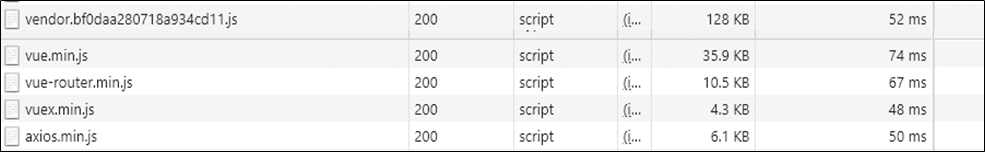 vendor.bf0daa280718a934cd11.js 200 script (i... 128 KB 52 ms
vue.min.js 200 script (i... 35.9 KB 74 ms
vue-router.min.js 200 script (i... 10.5 KB 67 ms
vuex.min.js 200 script (i... 4.3 KB 48 ms
axios.min.js 200 script (i... 6.1 KB 50 ms